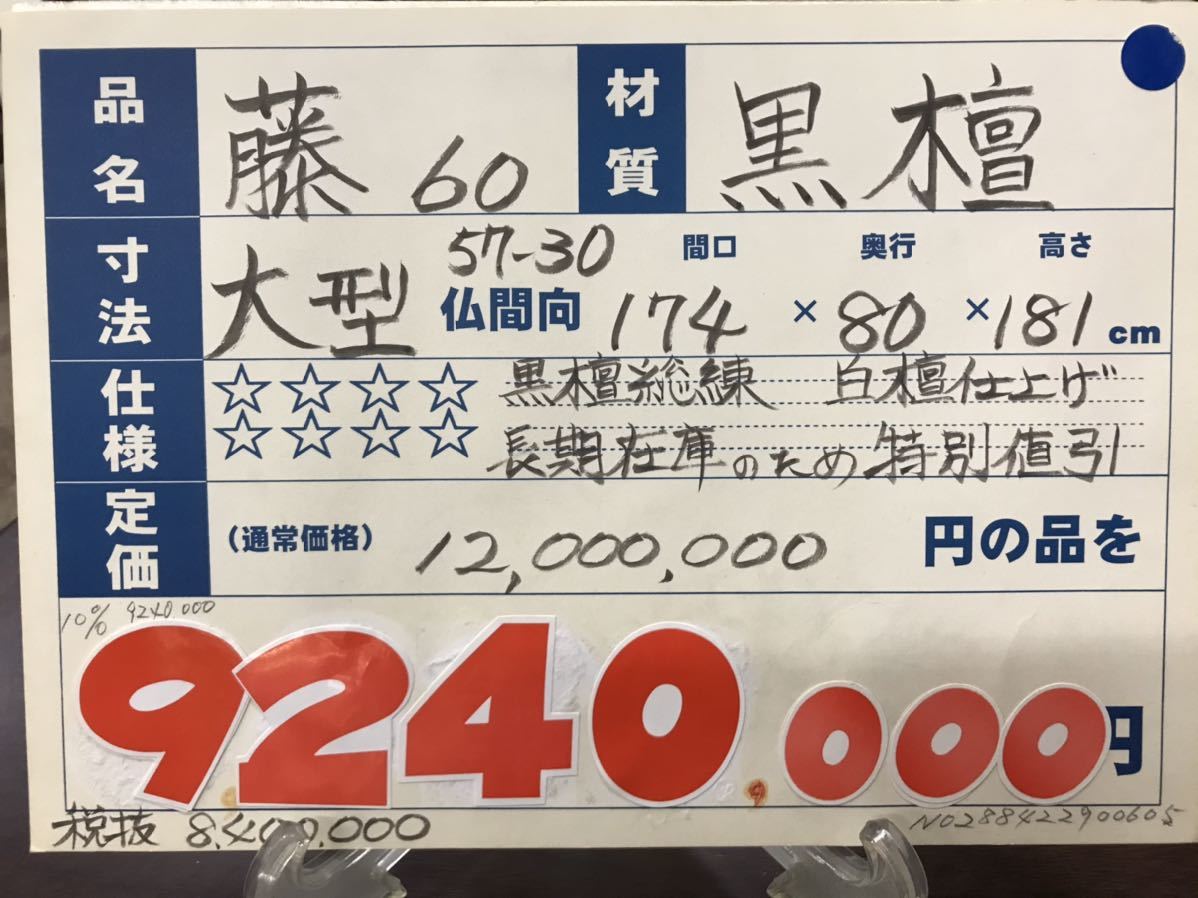 品名 藤 60 材質 黒檀
寸法 大型 57-30 仏間向 間口 174 × 奥行 80 × 高さ 181 cm
仕様 ☆☆☆☆ 黒檀総練 白檀仕上げ
☆☆☆☆ 長期在庫のため特別値引
定価 (通常価格) 12,000,000 円の品を
10% 9240.000
9240.000円
税抜 8,400,000
NO288422900605